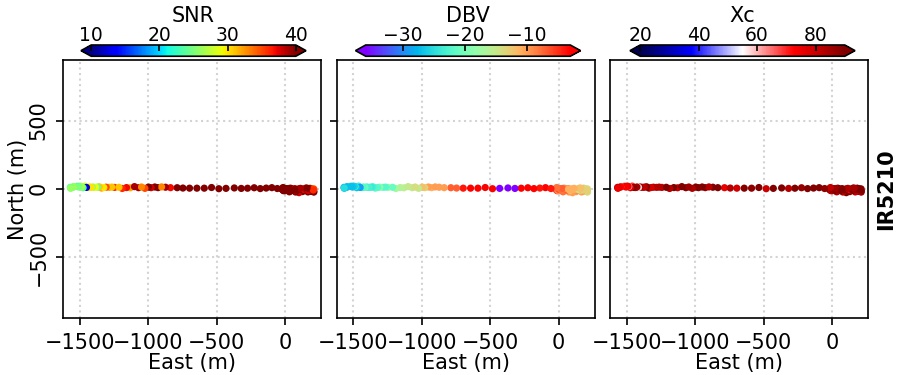 SNR
DBV
Xc
10 20 30 40
−30 −20 −10
20 40 60 80
North (m)
500
0
−500
−1500 −1000 −500 0
−1500 −1000 −500 0
−1500 −1000 −500 0
East (m)
East (m)
East (m)
IR5210